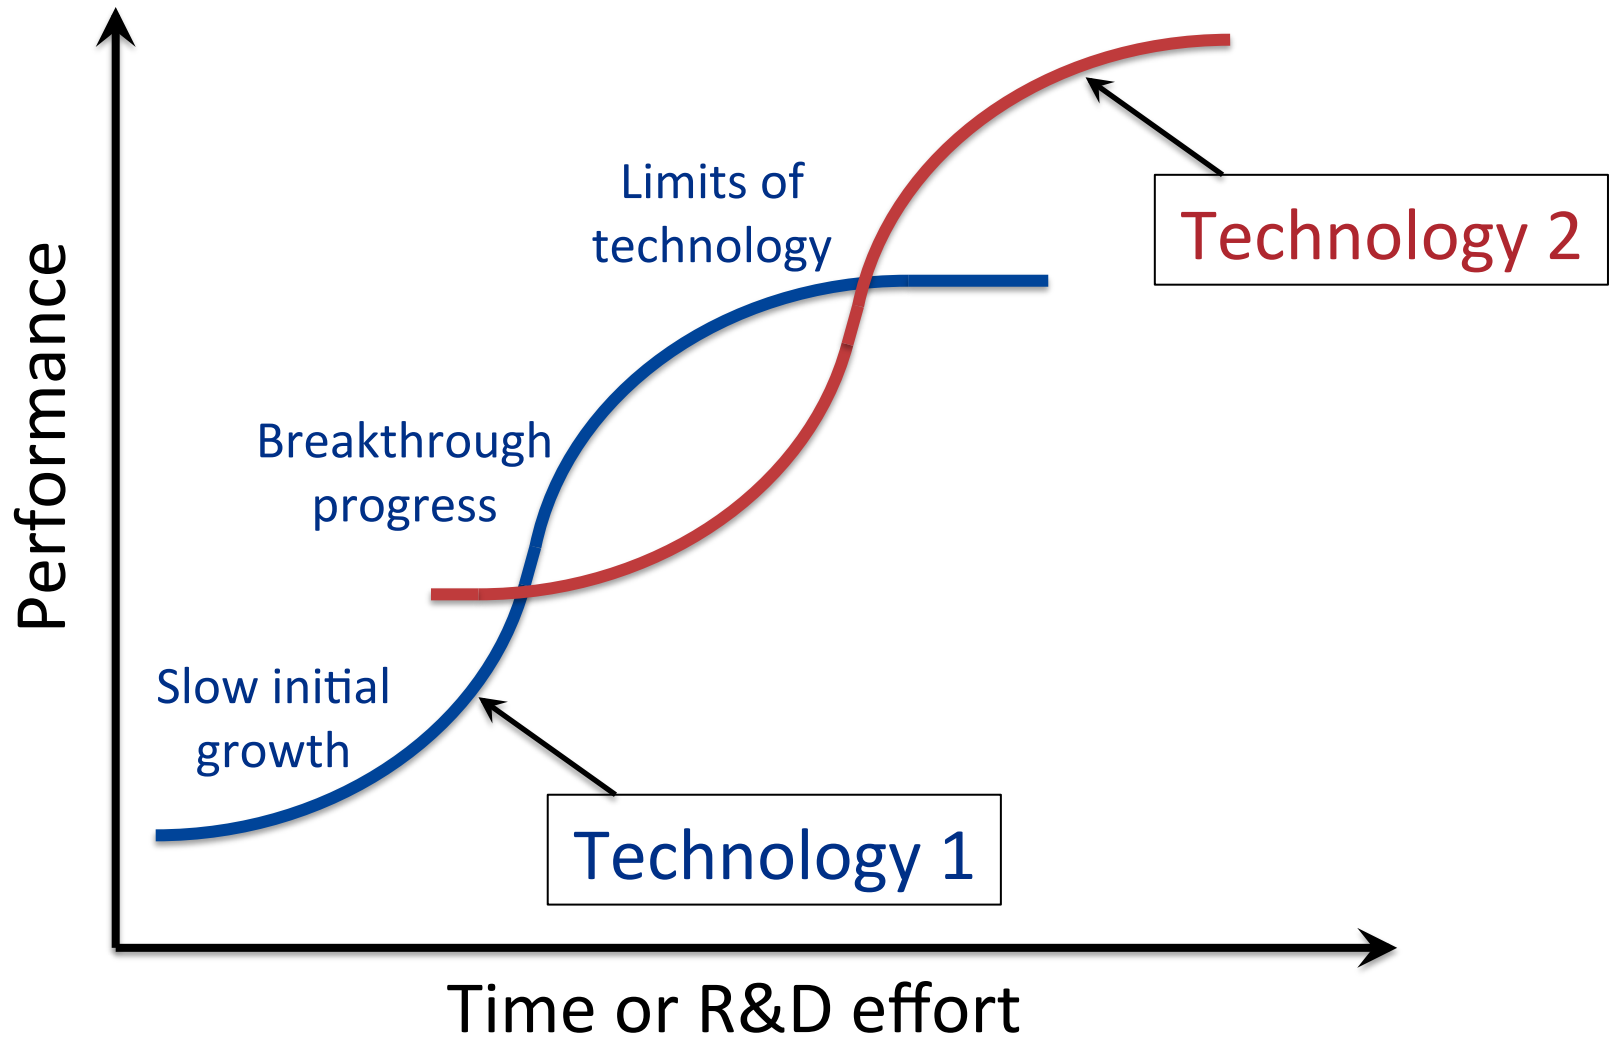 Performance
Limits of
technology
Technology 2
Breakthrough
progress
Slow initial
growth
Technology 1
Time or R&D effort